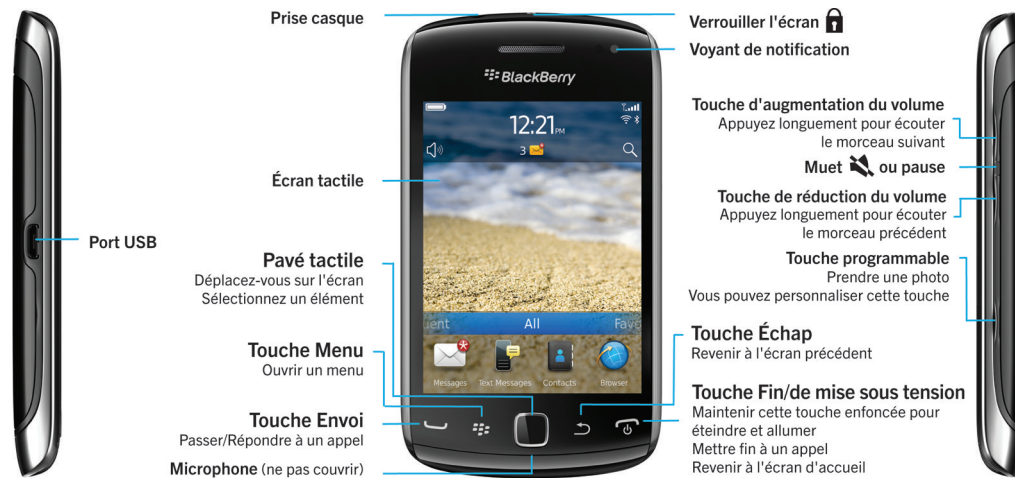 Prise casque
Verrouiller l'écran
Voyant de notification
BlackBerry
12:21 PM
3
Touche d'augmentation du volume
Appuyez longuement pour écouter
le morceau suivant
Muet ou pause
Écran tactile
Touche de réduction du volume
Appuyez longuement pour écouter
le morceau précédent
Port USB
Pavé tactile
Déplacez-vous sur l'écran
Sélectionnez un élément
Touche programmable
Prendre une photo
Vous pouvez personnaliser cette touche
uent All Favo
Messages Text Messages Contacts Browser
Touche Échap
Revenir à l'écran précédent
Touche Menu
Ouvrir un menu
Touche Envoi
Passer/Répondre à un appel
Touche Fin/de mise sous tension
Maintenir cette touche enfoncée pour
éteindre et allumer
Mettre fin à un appel
Revenir à l'écran d'accueil
Microphone (ne pas couvrir)